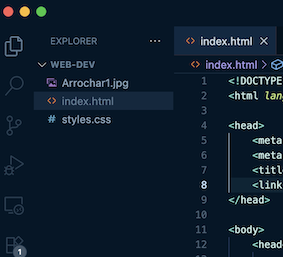 EXPLORER
...
WEB-DEV
Arrochar1.jpg
index.html
# styles.css
1
index.html
index.html
1 <!DOCTYPE
2 <html lang
3
4 <head>
5 <meta
6 <meta
7 <title
8 <link
9 </head>
10
11 <body>
12 <head